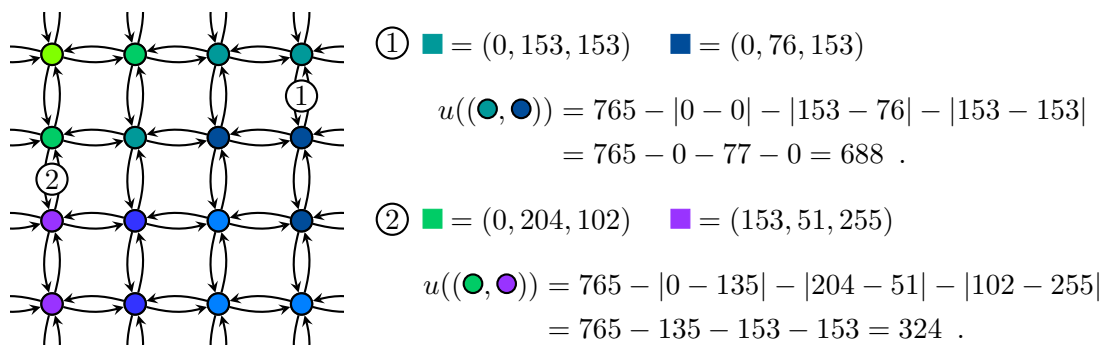 ① ■ = (0, 153, 153) ■ = (0, 76, 153)
1
u((●, ●)) = 765 − |0 − 0| − |153 − 76| − |153 − 153|
= 765 − 0 − 77 − 0 = 688 .
2
② ■ = (0, 204, 102) ■ = (153, 51, 255)
u((●, ●)) = 765 − |0 − 135| − |204 − 51| − |102 − 255|
= 765 − 135 − 153 − 153 = 324 .